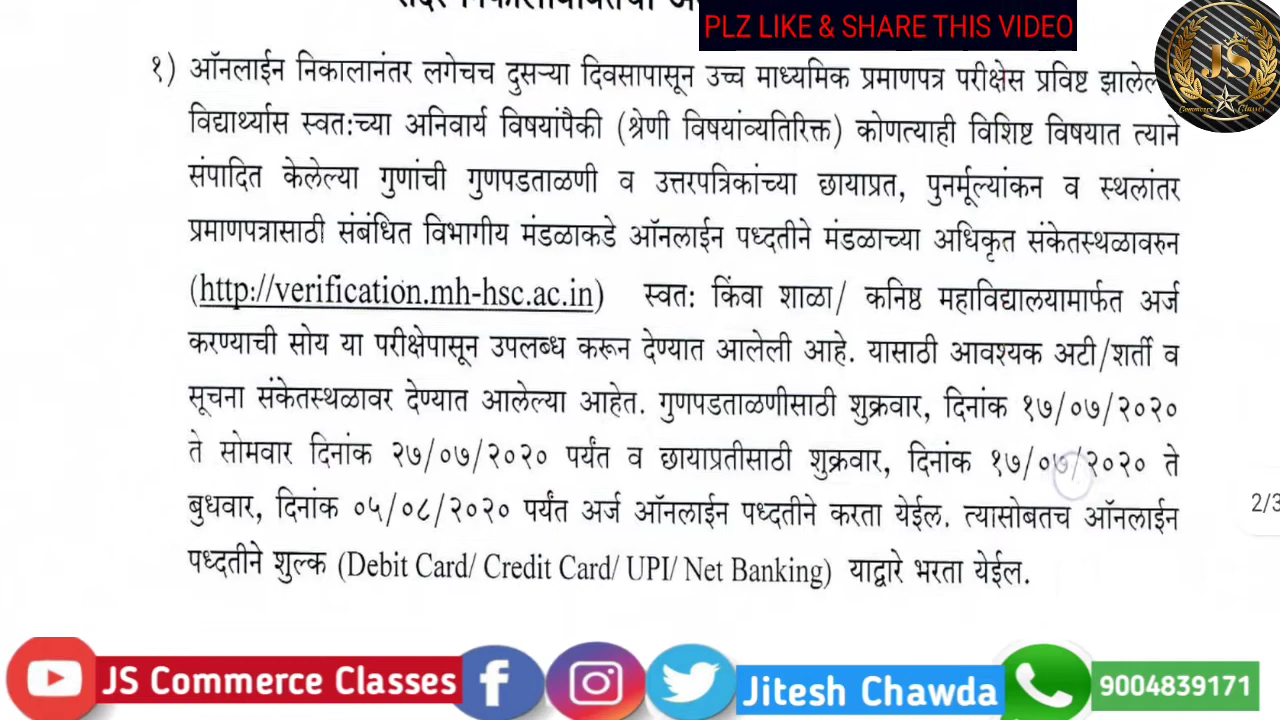 PLZ LIKE & SHARE THIS VIDEO
JS
Commerce Classes
१) ऑनलाईन निकालानंतर लगेचच दुसऱ्या दिवसापासून उच्च माध्यमिक प्रमाणपत्र परीक्षेस प्रविष्ट
विद्यार्थ्यास स्वत:च्या अनिवार्य विषयांपैकी (श्रेणी विषयांव्यतिरिक्त) कोणत्याही विशिष्ट विषयात त्याने
संपादित केलेल्या गुणांची गुणपडताळणी व उत्तरपत्रिकांच्या छायाप्रत, पुनर्मूल्यांकन व स्थलांतर
प्रमाणपत्रासाठी संबंधित विभागीय मंडळाकडे ऑनलाईन पध्दतीने मंडळाच्या अधिकृत संकेतस्थळावरुन
(http://verification.mh-hsc.ac.in) स्वत: किंवा शाळा/ कनिष्ठ महाविद्यालयामार्फत अर्ज
करण्याची सोय या परीक्षेपासून उपलब्ध करून देण्यात आलेली आहे. यासाठी आवश्यक अटी/शर्ती व
सूचना संकेतस्थळावर देण्यात आलेल्या आहेत. गुणपडताळणीसाठी शुक्रवार, दिनांक १७/०७/२०२०
ते सोमवार दिनांक २७/०७/२०२० पर्यंत व छायाप्रतीसाठी शुक्रवार, दिनांक १७/०७/२०२० ते
बुधवार, दिनांक ०५/०८/२०२० पर्यंत अर्ज ऑनलाईन पध्दतीने करता येईल. त्यासोबतच ऑनलाईन
पध्दतीने शुल्क (Debit Card/ Credit Card/ UPI/ Net Banking) याद्वारे भरता येईल.
2/3
JS Commerce Classes
Jitesh Chawda
9004839171